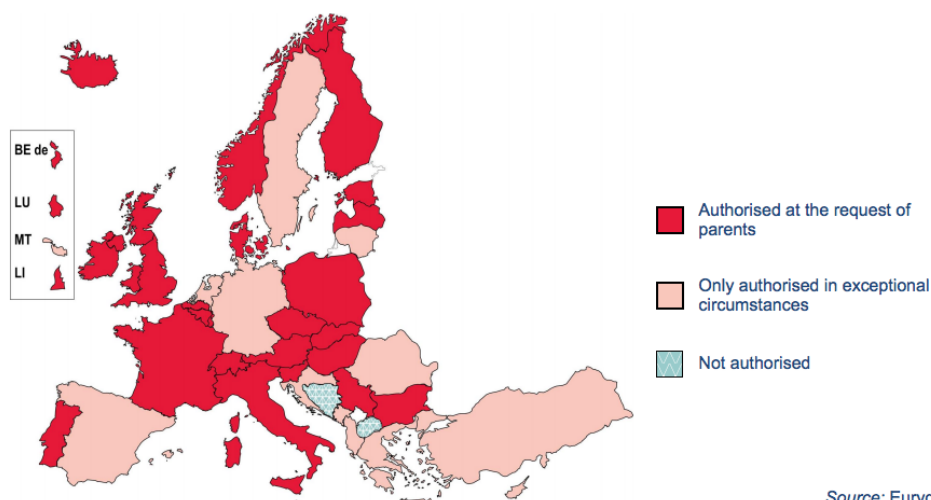 BE de
LU
MT
LI
Authorised at the request of
parents
Only authorised in exceptional
circumstances
Not authorised
Source: